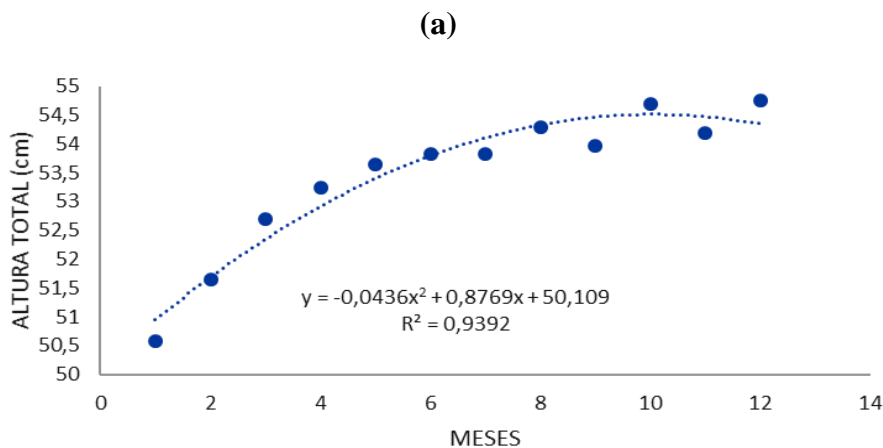 (a)
ALTURA TOTAL (cm)
55
54,5
54
53,5
53
52,5
52
51,5
51
50,5
50
y = -0,0436x² + 0,8769x + 50,109
R² = 0,9392
0 2 4 6 8 10 12 14
MESES